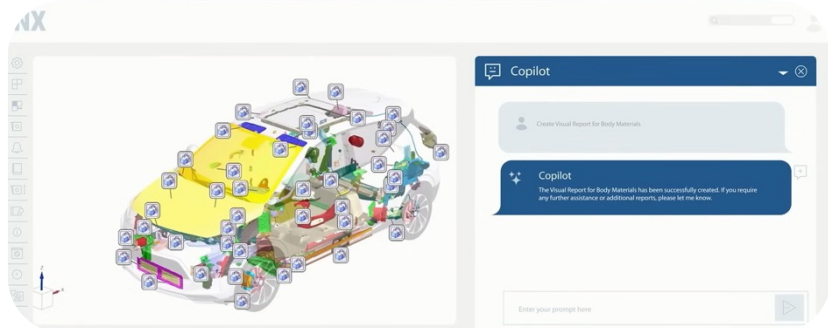 NX
Copilot
Create Visual Report for Body Materials
Copilot
The Visual Report for Body Materials has been successfully created. If you require
any further assistance or additional reports, please let me know.
Enter your prompt here